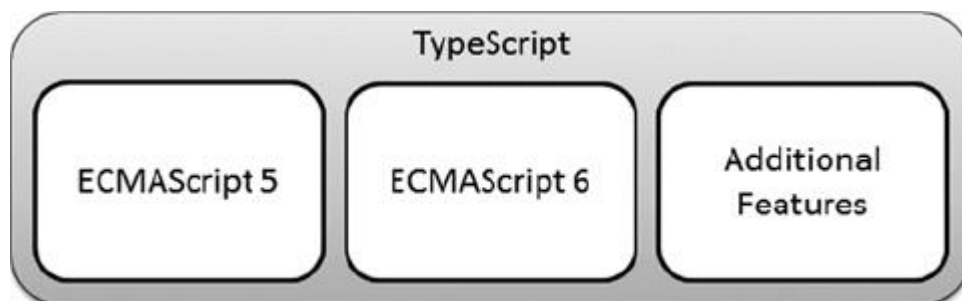 TypeScript
ECMAScript 5
ECMAScript 6
Additional
Features